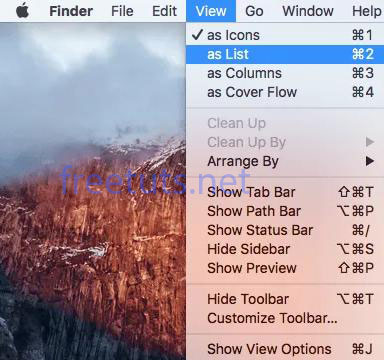 Finder File Edit View Go Window Help
✓ as Icons ⌘1
as List ⌘2
as Columns ⌘3
as Cover Flow ⌘4
Clean Up
Clean Up By ▶
Arrange By ▶
Show Tab Bar ⇧⌘T
Show Path Bar ⌥⌘P
Show Status Bar ⌘/
Hide Sidebar ⌥⌘S
Show Preview ⇧⌘P
Hide Toolbar ⌥⌘T
Customize Toolbar...
Show View Options ⌘J
freetuts.net